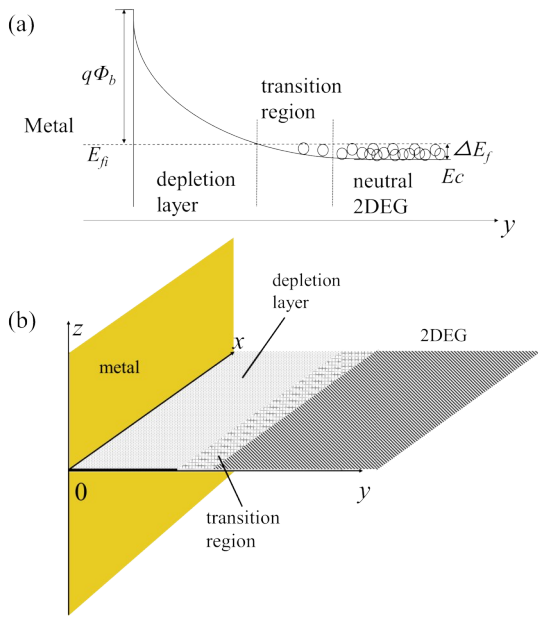 (a)
qΦb
transition
region
Metal
Efi
ΔEf
Ec
depletion
layer
neutral
2DEG
y
(b)
z
depletion
layer
x
2DEG
metal
0
y
transition
region